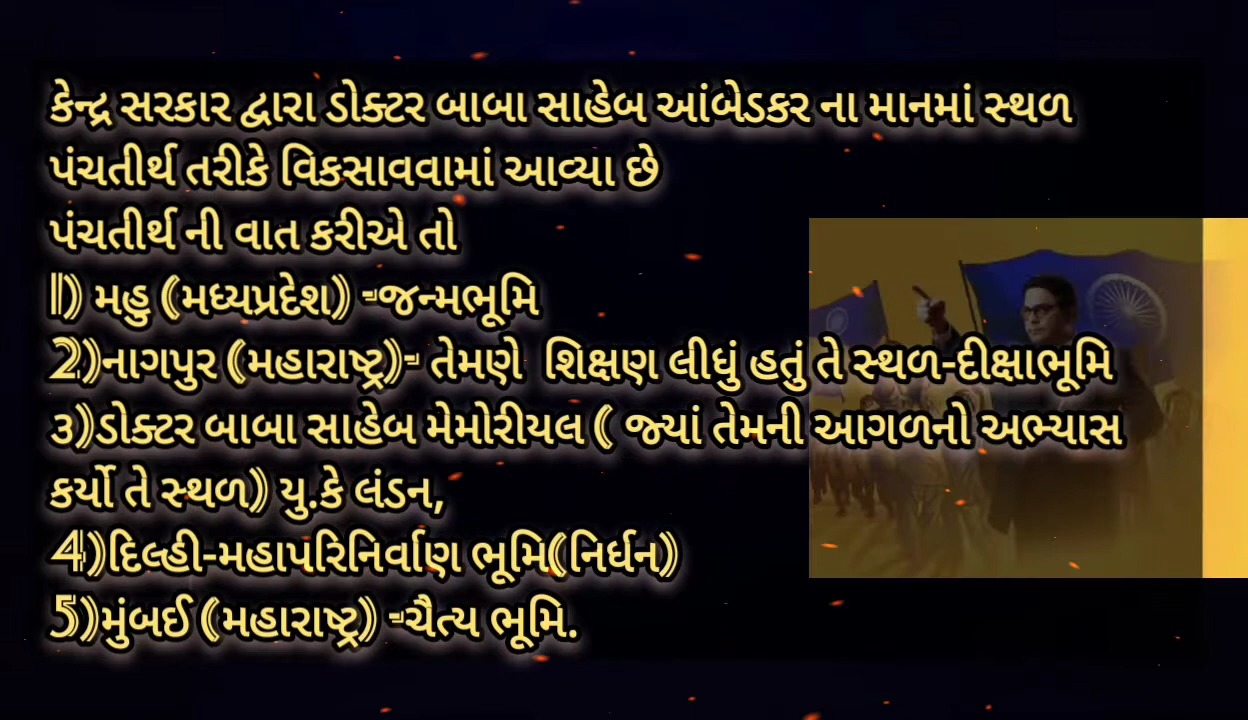 કેન્દ્ર સરકાર દ્વારા ડોક્ટર બાબા સાહેબ આંબેડકર ના માનમાં સ્થળ
પંચતીર્થ તરીકે વિકસાવવામાં આવ્યા છે
પંચતીર્થ ની વાત કરીએ તો
1) મહુ (મધ્યપ્રદેશ) -જન્મભૂમિ
2)નાગપુર (મહારાષ્ટ્ર)- તેમણે શિક્ષણ લીધું હતું તે સ્થળ-દીક્ષાભૂમિ
૩)ડોક્ટર બાબા સાહેબ મેમોરીયલ ( જ્યાં તેમની આગળનો અભ્યાસ
કર્યો તે સ્થળ) યુ.કે લંડન,
4)દિલ્હી-મહાપરિનિર્વાણ ભૂમિ(નિર્ધન)
5)મુંબઈ (મહારાષ્ટ્ર) -ચૈત્ય ભૂમિ.